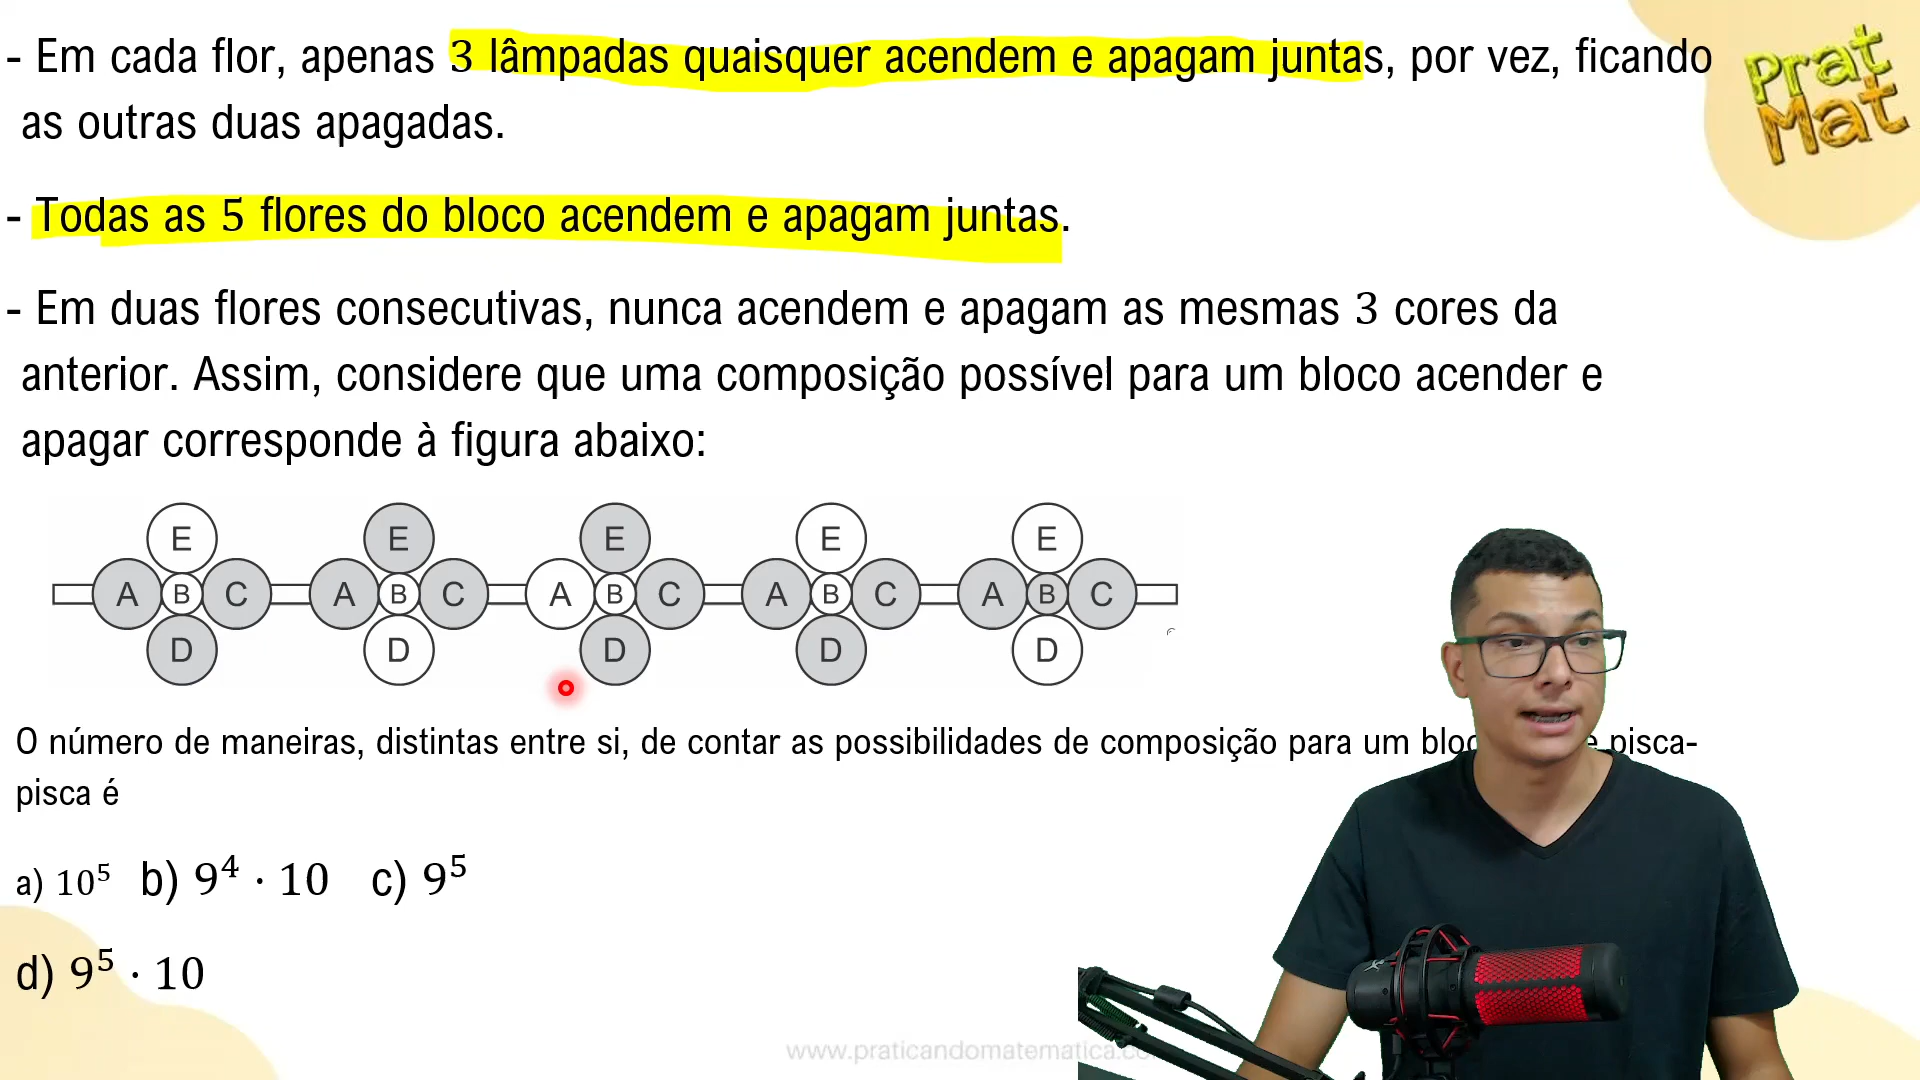 - Em cada flor, apenas 3 lâmpadas quaisquer acendem e apagam juntas, por vez, ficando
as outras duas apagadas.
Prat
Mat
- Todas as 5 flores do bloco acendem e apagam juntas.
- Em duas flores consecutivas, nunca acendem e apagam as mesmas 3 cores da
anterior. Assim, considere que uma composição possível para um bloco acender e
apagar corresponde à figura abaixo:
E E E E E
A B C A B C A B C A B C A B C
D D D D D
O número de maneiras, distintas entre si, de contar as possibilidades de composição para um pisca-
pisca é
a) 10⁵ b) 9⁴ · 10 c) 9⁵
d) 9⁵ · 10